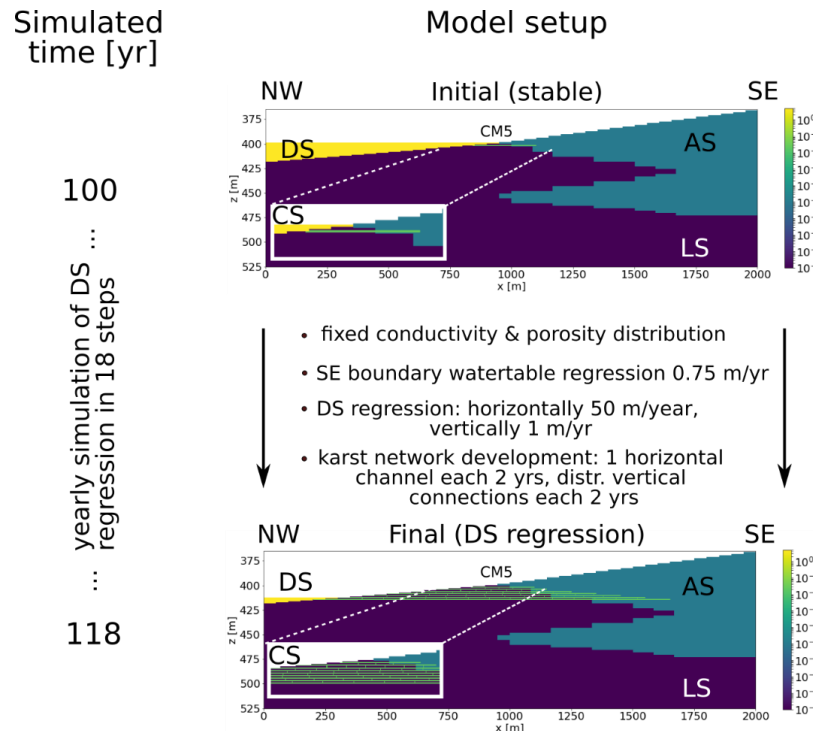 Simulated
time [yr]
Model setup
NW
Initial (stable)
SE
375
400
425
450
475
500
525
z [m]
DS
CM5
AS
CS
LS
0
250
500
750
1000
1250
1500
1750
2000
x [m]
100
... yearly simulation of DS
regression in 18 steps ...
118
• fixed conductivity & porosity distribution
• SE boundary watertable regression 0.75 m/yr
• DS regression: horizontally 50 m/year,
vertically 1 m/yr
• karst network development: 1 horizontal
channel each 2 yrs, distr. vertical
connections each 2 yrs
NW
Final (DS regression)
SE
375
400
425
450
475
500
525
z [m]
DS
CM5
AS
CS
LS
0
250
500
750
1000
1250
1500
1750
2000
x [m]